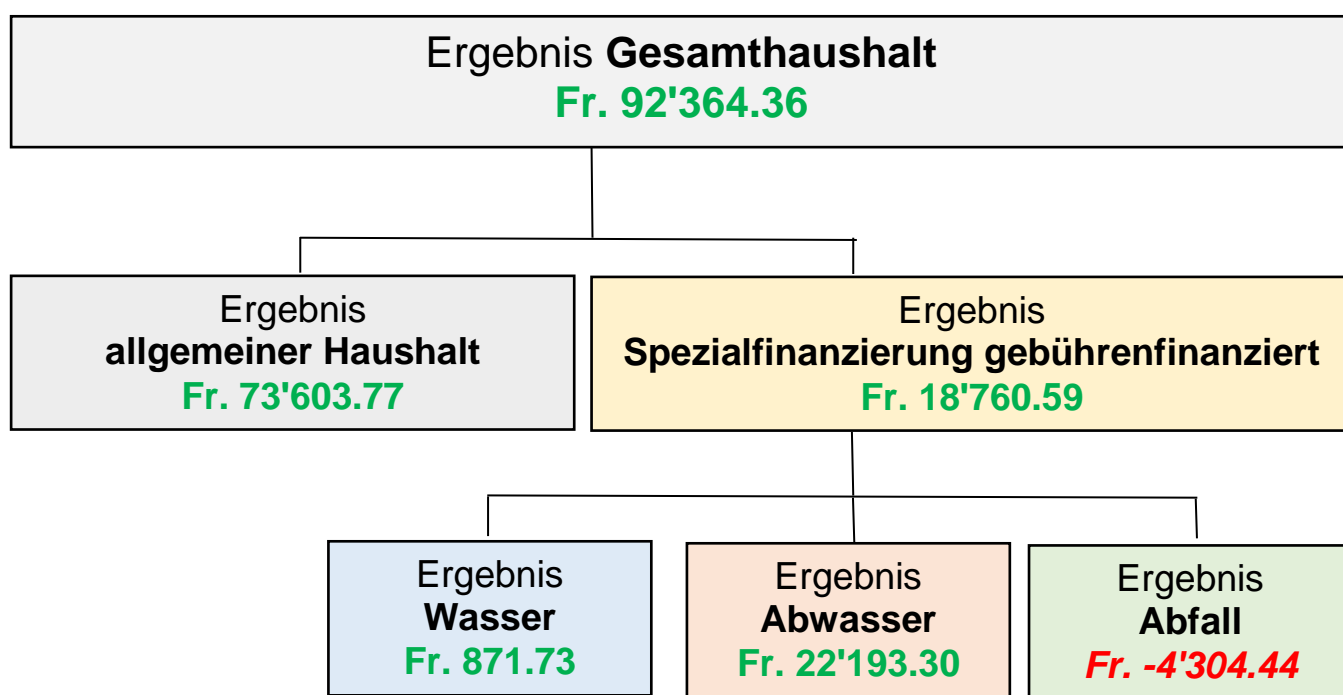 Ergebnis Gesamthaushalt
Fr. 92'364.36
Ergebnis
allgemeiner Haushalt
Fr. 73'603.77
Ergebnis
Spezialfinanzierung gebührenfinanziert
Fr. 18'760.59
Ergebnis
Wasser
Fr. 871.73
Ergebnis
Abwasser
Fr. 22'193.30
Ergebnis
Abfall
Fr. -4'304.44